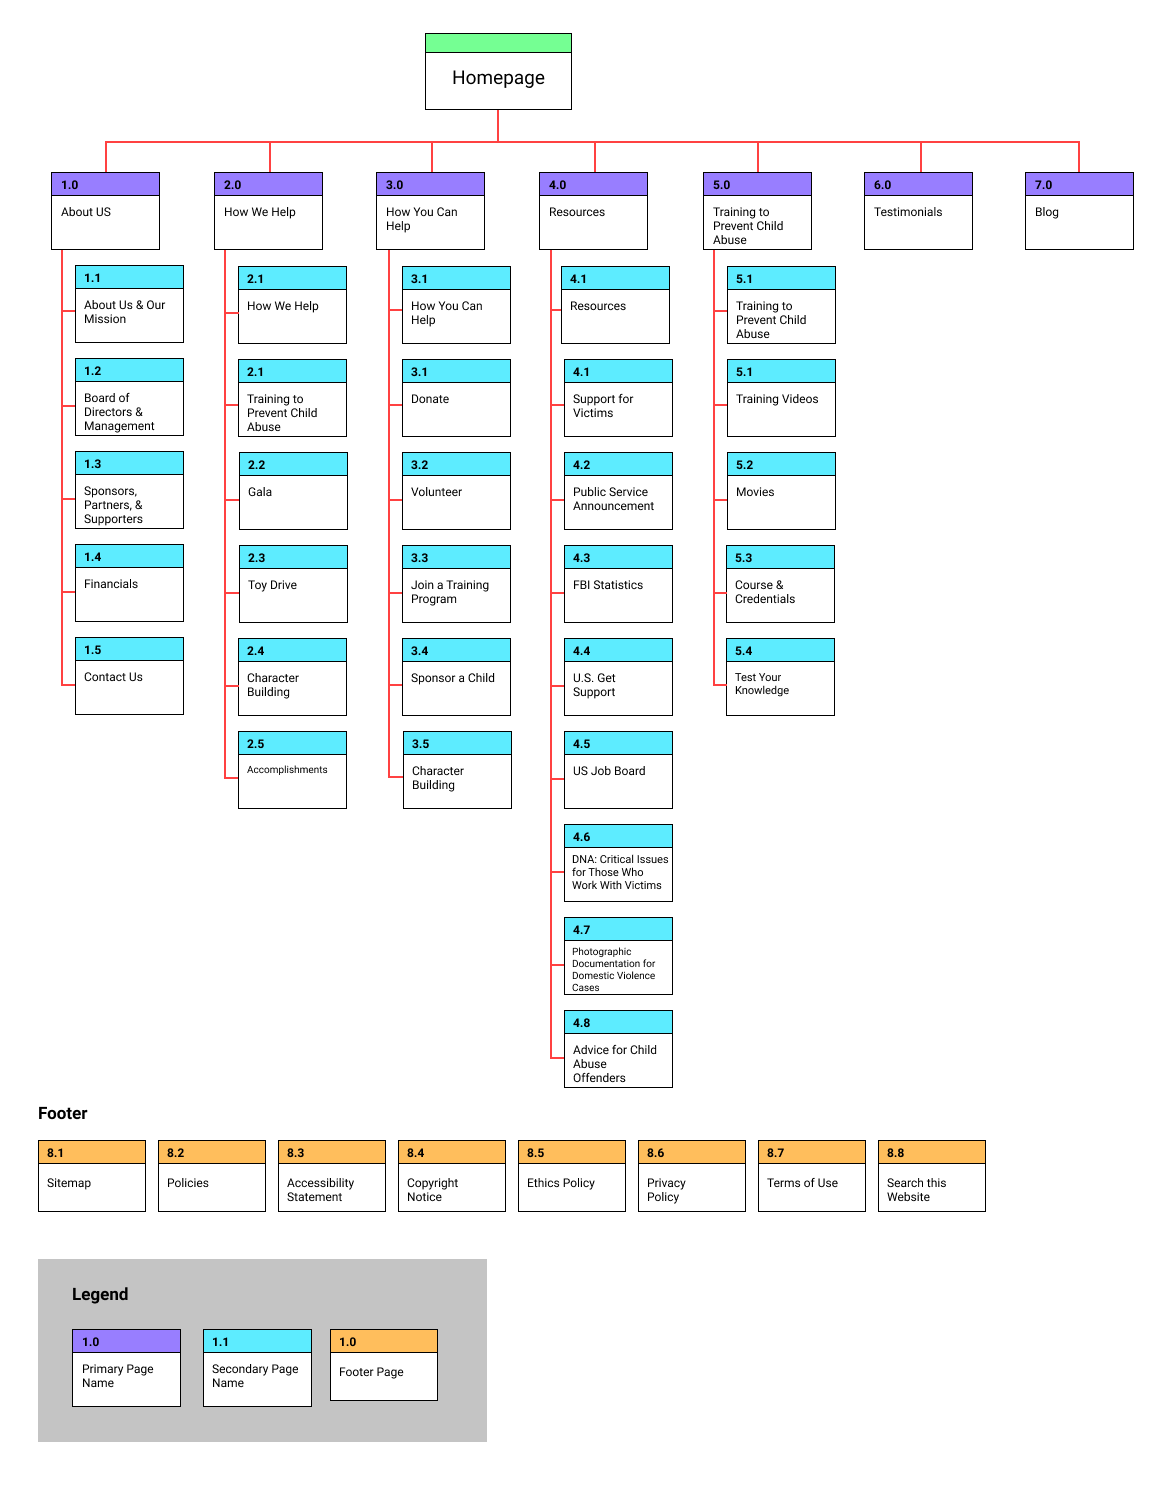 Homepage
1.0
About US
2.0
How We Help
3.0
How You Can
Help
4.0
Resources
5.0
Training to
Prevent Child
Abuse
6.0
Testimonials
7.0
Blog
1.1
About Us & Our
Mission
1.2
Board of
Directors &
Management
1.3
Sponsors,
Partners, &
Supporters
1.4
Financials
1.5
Contact Us
2.1
How We Help
2.1
Training to
Prevent Child
Abuse
2.2
Gala
2.3
Toy Drive
2.4
Character
Building
2.5
Accomplishments
3.1
How You Can
Help
3.1
Donate
3.2
Volunteer
3.3
Join a Training
Program
3.4
Sponsor a Child
3.5
Character
Building
4.1
Resources
4.1
Support for
Victims
4.2
Public Service
Announcement
4.3
FBI Statistics
4.4
U.S. Get
Support
4.5
US Job Board
4.6
DNA: Critical Issues
for Those Who
Work With Victims
4.7
Photographic
Documentation for
Domestic Violence
Cases
4.8
Advice for Child
Abuse
Offenders
5.1
Training to
Prevent Child
Abuse
5.1
Training Videos
5.2
Movies
5.3
Course &
Credentials
5.4
Test Your
Knowledge
Footer
8.1
Sitemap
8.2
Policies
8.3
Accessibility
Statement
8.4
Copyright
Notice
8.5
Ethics Policy
8.6
Privacy
Policy
8.7
Terms of Use
8.8
Search this
Website
Legend
1.0
Primary Page
Name
1.1
Secondary Page
Name
1.0
Footer Page